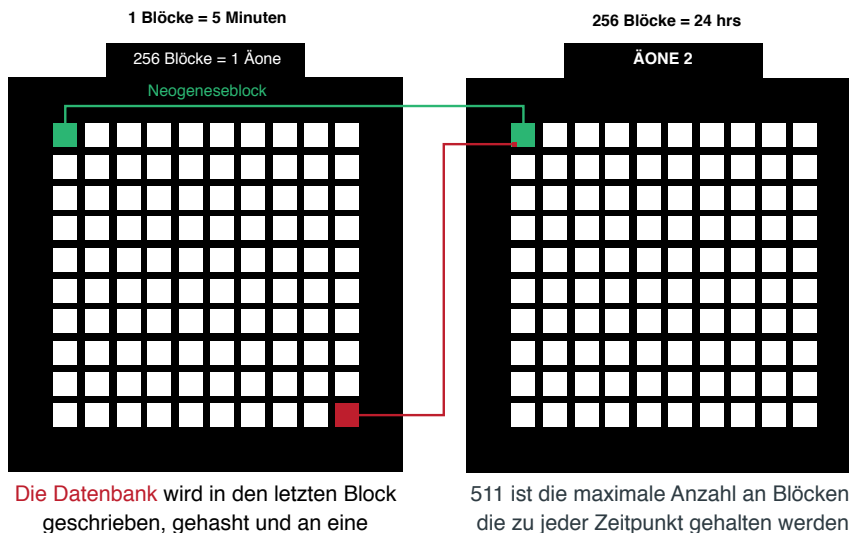 1 Blöcke = 5 Minuten
256 Blöcke = 1 Äone
Neogeneseblock
Die Datenbank wird in den letzten Block
geschrieben, gehasht und an eine
256 Blöcke = 24 hrs
ÄONE 2
511 ist die maximale Anzahl an Blöcken
die zu jeder Zeitpunkt gehalten werden